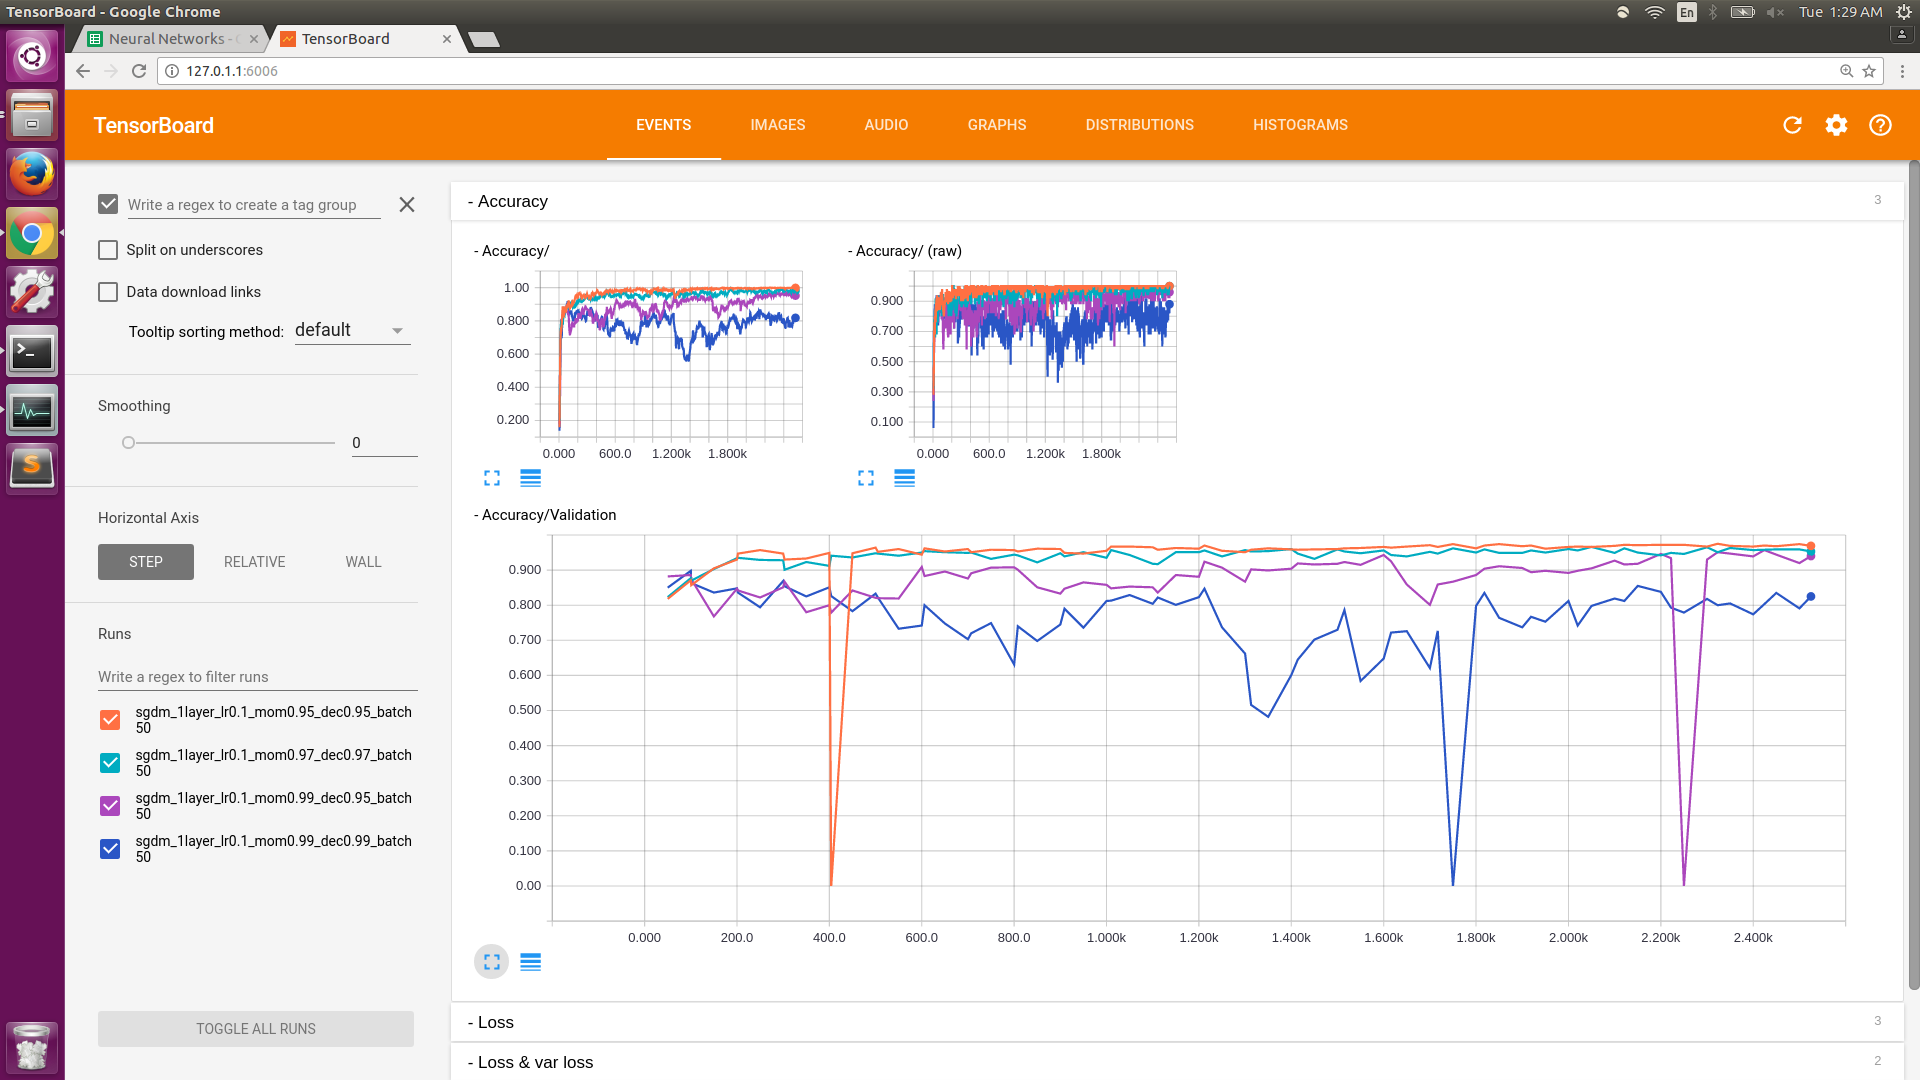 TensorBoard - Google Chrome
En
Tue 1:29 AM
Neural Networks -
TensorBoard
127.0.1.1:6006
TensorBoard
EVENTS
IMAGES
AUDIO
GRAPHS
DISTRIBUTIONS
HISTOGRAMS
Write a regex to create a tag group
Split on underscores
Data download links
Tooltip sorting method: default
Smoothing
0
Horizontal Axis
STEP
RELATIVE
WALL
Runs
Write a regex to filter runs
sgdm_1layer_lr0.1_mom0.95_dec0.95_batch
50
sgdm_1layer_lr0.1_mom0.97_dec0.97_batch
50
sgdm_1layer_lr0.1_mom0.99_dec0.95_batch
50
sgdm_1layer_lr0.1_mom0.99_dec0.99_batch
50
TOGGLE ALL RUNS
- Accuracy
3
- Accuracy/
1.00
0.800
0.600
0.400
0.200
0.000 600.0 1.200k 1.800k
- Accuracy/ (raw)
0.900
0.700
0.500
0.300
0.100
0.000 600.0 1.200k 1.800k
- Accuracy/Validation
0.900
0.800
0.700
0.600
0.500
0.400
0.300
0.200
0.100
0.00
0.000 200.0 400.0 600.0 800.0 1.000k 1.200k 1.400k 1.600k 1.800k 2.000k 2.200k 2.400k
- Loss
3
- Loss & var loss
2